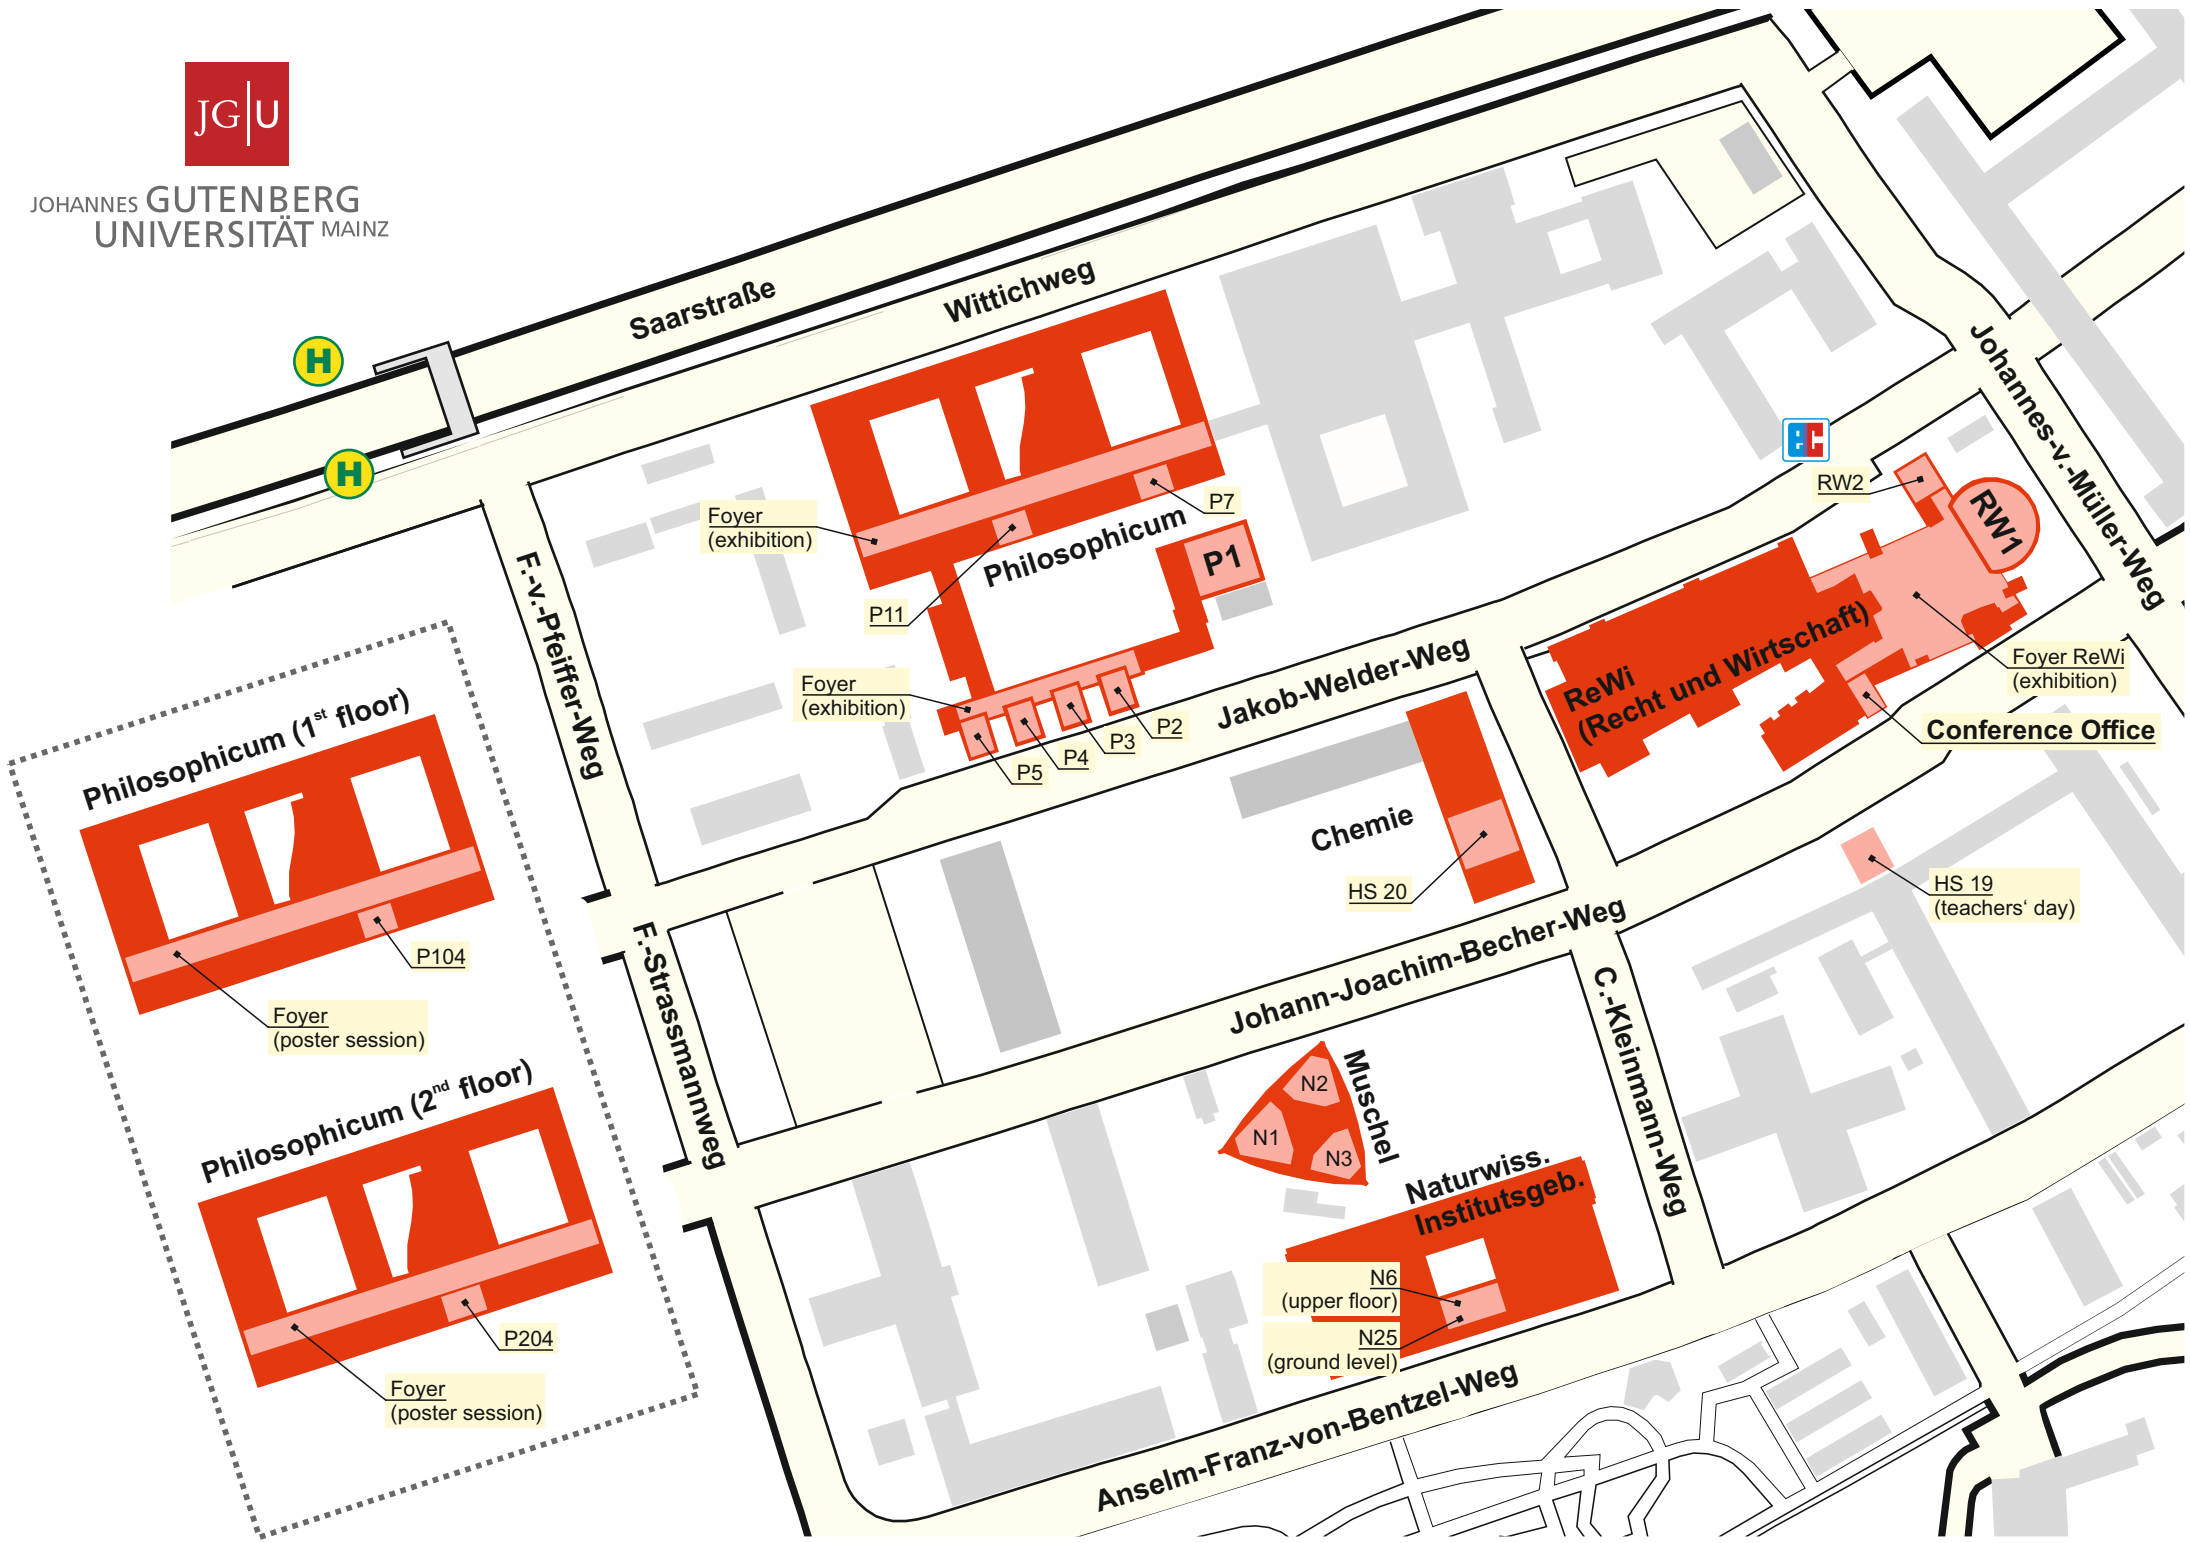 JG|U
JOHANNES GUTENBERG
UNIVERSITÄT MAINZ
H
H
Saarstraße
Wittichweg
Johannes-v.-Müller-Weg
EC
RW2
RW1
Foyer
(exhibition)
P7
Philosophicum
P1
P11
F.-v.-Pfeiffer-Weg
Foyer
(exhibition)
P2
P3
P4
P5
Jakob-Welder-Weg
ReWi
(Recht und Wirtschaft)
Foyer ReWi
(exhibition)
Conference Office
Philosophicum (1st floor)
P104
Foyer
(poster session)
Chemie
HS 20
HS 19
(teachers‘ day)
F.-Strassmannweg
Johann-Joachim-Becher-Weg
C.-Kleinmann-Weg
Philosophicum (2nd floor)
P204
Foyer
(poster session)
Muschel
N2
N1
N3
Naturwiss.
Institutsgeb.
N6
(upper floor)
N25
(ground level)
Anselm-Franz-von-Bentzel-Weg